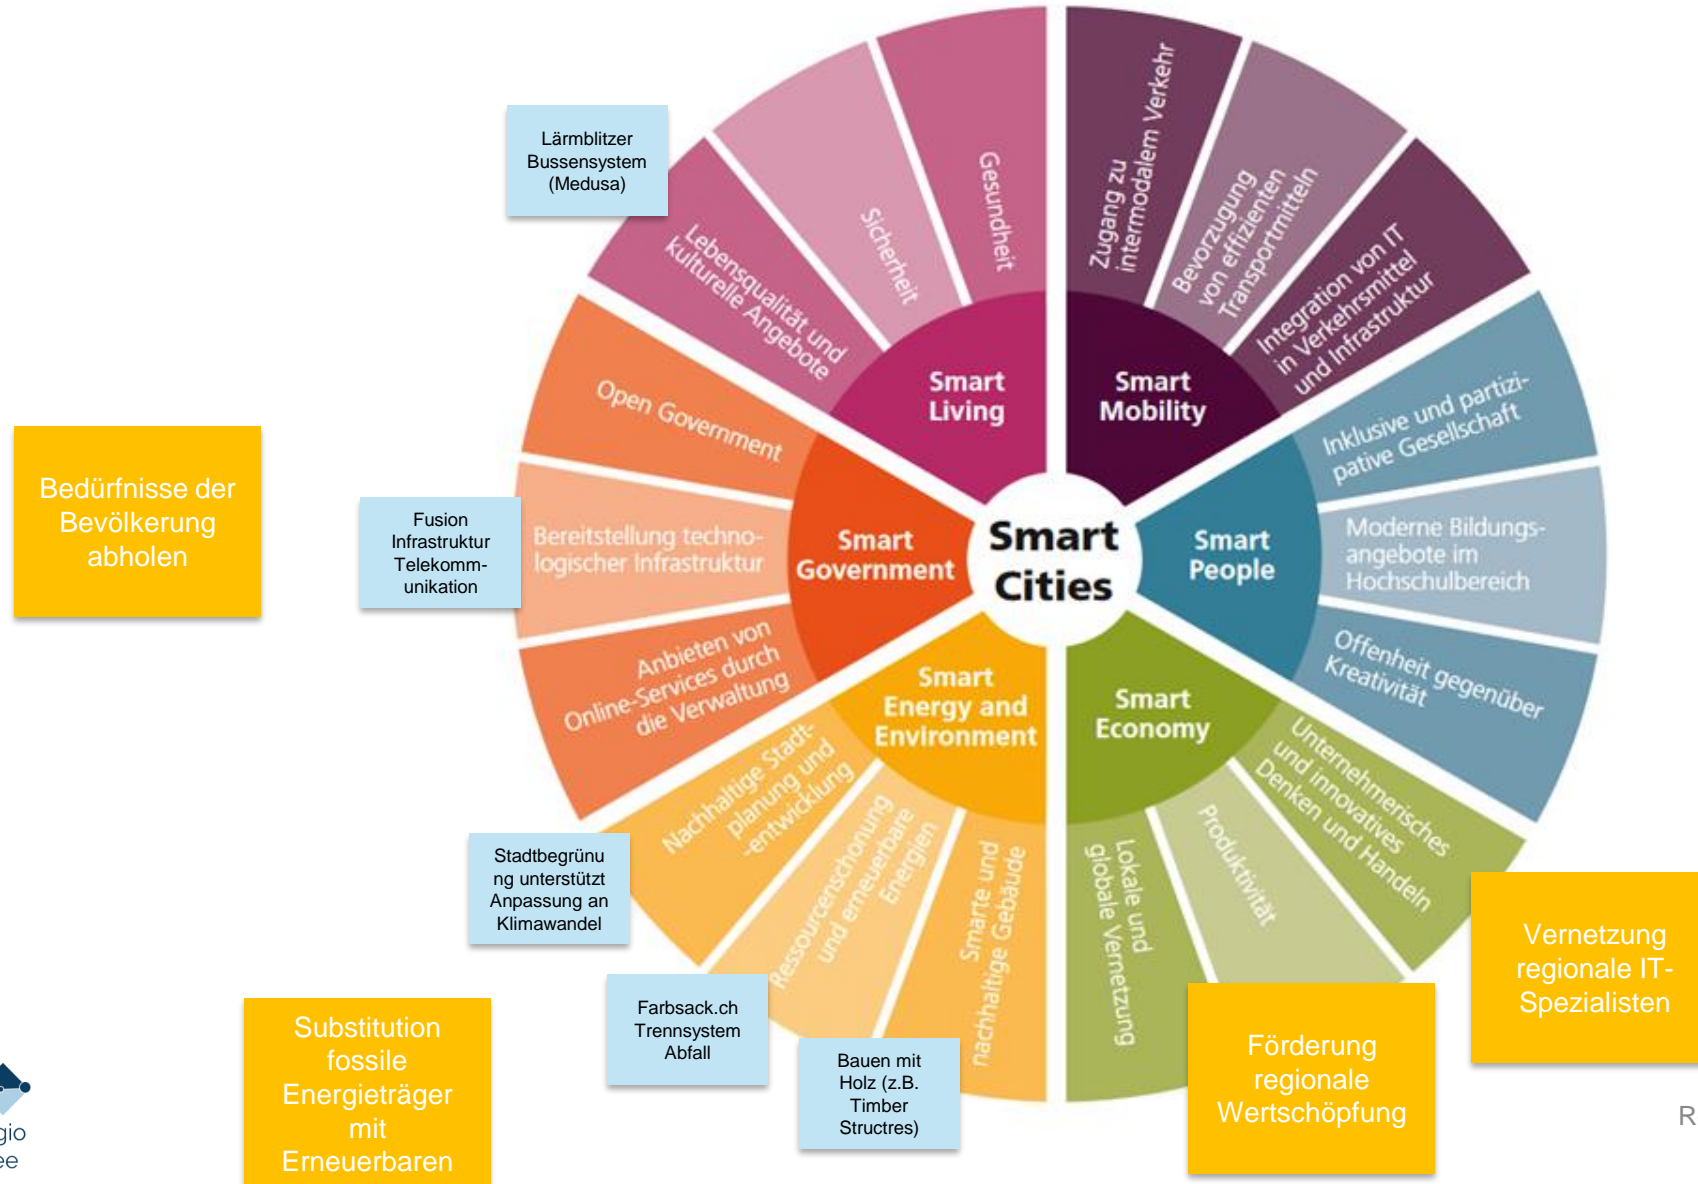 Lärmblitzer
Bussensystem
(Medusa)
Gesundheit
Sicherheit
Lebensqualität und
kulturelle Angebote
Smart
Living
Zugang zu
intermodalem Verkehr
Bevorzugung
von effizienten
Transportmitteln
Integration von IT
in Verkehrsmittel
und Infrastruktur
Smart
Mobility
Inklusive und partizi-
pative Gesellschaft
Moderne Bildungs-
angebote im
Hochschulbereich
Offenheit gegenüber
Kreativität
Smart
People
Smart
Cities
Open Government
Bereitstellung techno-
logischer Infrastruktur
Anbieten von
Online-Services durch
die Verwaltung
Smart
Government
Bedürfnisse der
Bevölkerung
abholen
Fusion
Infrastruktur
Telekomm-
unikation
Smart
Energy and
Environment
Nachhaltige Stadt-
planung und
-entwicklung
Ressourcenschonung
und erneuerbare
Energien
Smarte und
nachhaltige Gebäude
Smart
Economy
Lokale und
globale Vernetzung
Produktivität
Unternehmerisches
und innovatives
Denken und Handeln
Stadtbegrünu
ng unterstützt
Anpassung an
Klimawandel
Farbsack.ch
Trennsystem
Abfall
Bauen mit
Holz (z.B.
Timber
Structres)
Substitution
fossile
Energieträger
mit
Erneuerbaren
Förderung
regionale
Wertschöpfung
Vernetzung
regionale IT-
Spezialisten
gio
ee
R